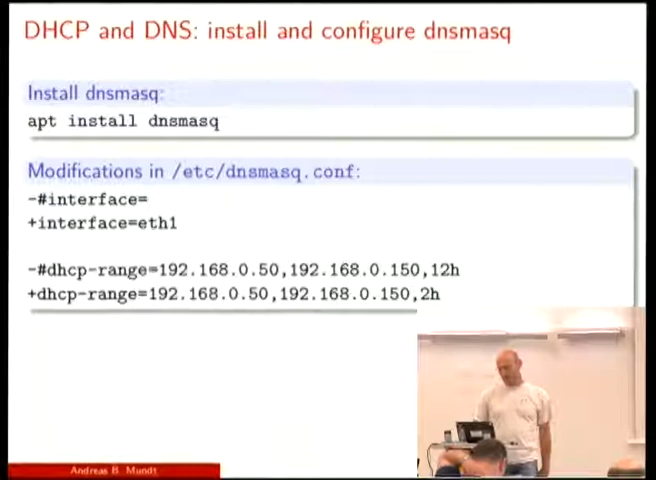 DHCP and DNS: install and configure dnsmasq
Install dnsmasq:
apt install dnsmasq
Modifications in /etc/dnsmasq.conf:
-#interface=
+interface=eth1
-#dhcp-range=192.168.0.50,192.168.0.150,12h
+dhcp-range=192.168.0.50,192.168.0.150,2h
Andreas B. Mundt